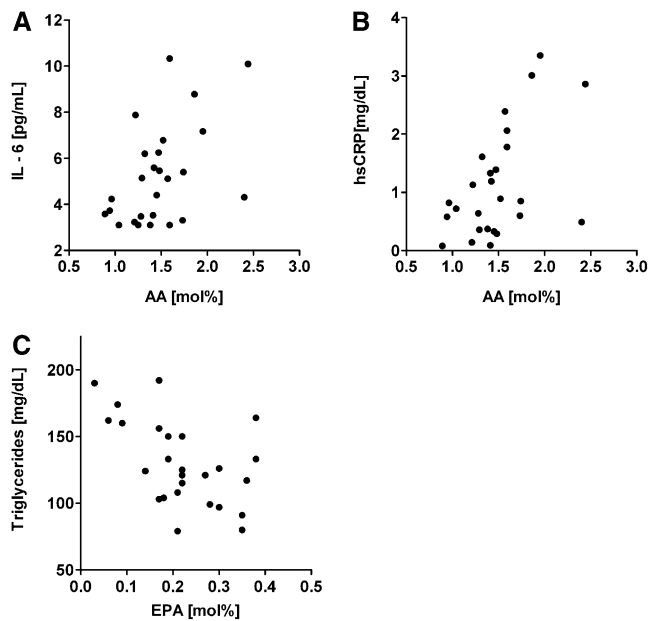 A
IL - 6 [pg/mL]
12
10
8
6
4
2
0.5 1.0 1.5 2.0 2.5 3.0
AA [mol%]
B
hsCRP[mg/dL]
4
3
2
1
0
0.5 1.0 1.5 2.0 2.5 3.0
AA [mol%]
C
Triglycerides [mg/dL]
200
150
100
50
0.0 0.1 0.2 0.3 0.4 0.5
EPA [mol%]